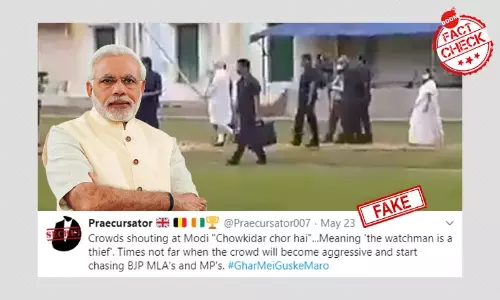 BOOM
FACT
CHECK
FAKE
Praecursator @Praecursator007 · May 23
Crowds shouting at Modi "Chowkidar chor hai"...Meaning 'the watchman is a
thief'. Times not far when the crowd will become aggressive and start
chasing BJP MLA's and MP's. #GharMeiGuskeMaro